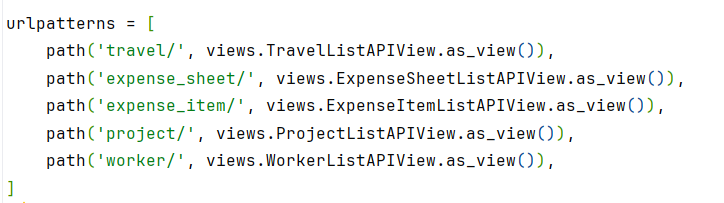 urlpatterns = [
    path('travel/', views.TravelListAPIView.as_view()),
    path('expense_sheet/', views.ExpenseSheetListAPIView.as_view()),
    path('expense_item/', views.ExpenseItemListAPIView.as_view()),
    path('project/', views.ProjectListAPIView.as_view()),
    path('worker/', views.WorkerListAPIView.as_view()),
]